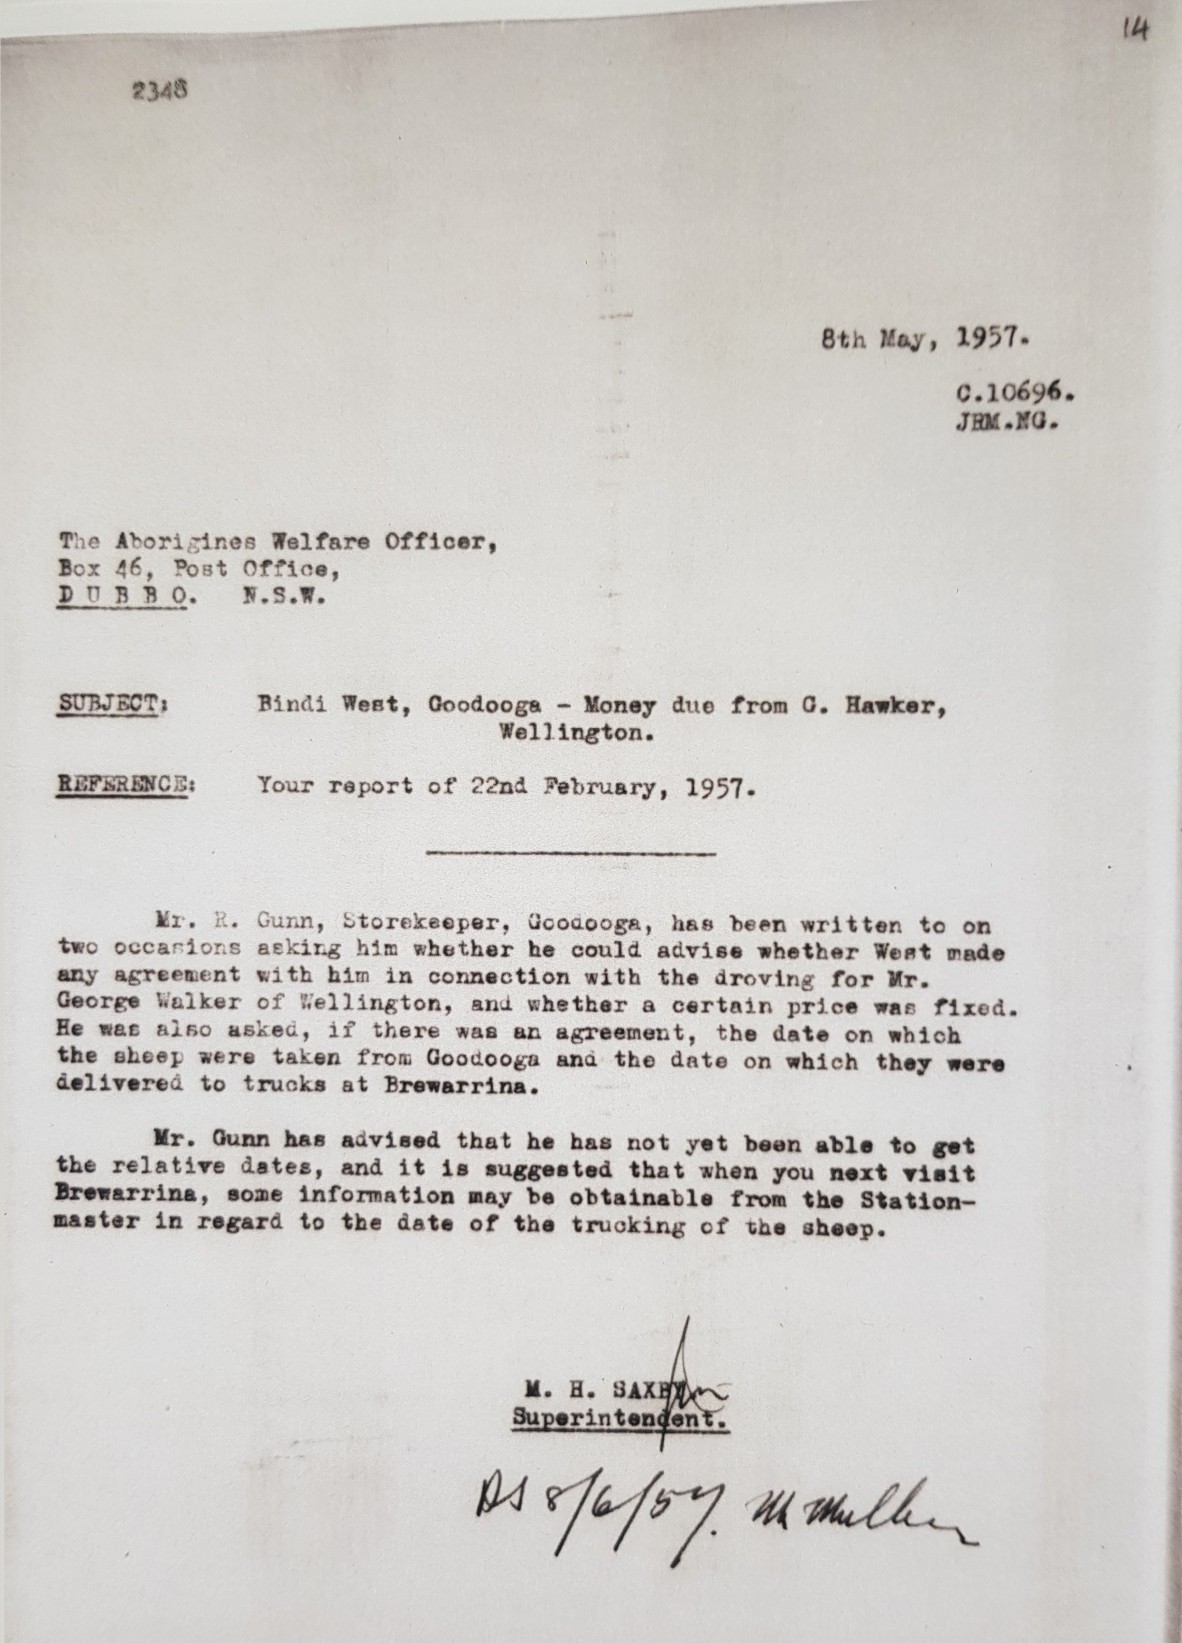 14
2348
8th May, 1957.
C.10696.
JRM.NG.
The Aborigines Welfare Officer,
Box 46, Post Office,
D U B B O. N.S.W.
SUBJECT: Bindi West, Goodooga - Money due from G. Hawker,
Wellington.
REFERENCE: Your report of 22nd February, 1957.
Mr. R. Gunn, Storekeeper, Goodooga, has been written to on
two occasions asking him whether he could advise whether West made
any agreement with him in connection with the droving for Mr.
George Walker of Wellington, and whether a certain price was fixed.
He was also asked, if there was an agreement, the date on which
the sheep were taken from Goodooga and the date on which they were
delivered to trucks at Brewarrina.
Mr. Gunn has advised that he has not yet been able to get
the relative dates, and it is suggested that when you next visit
Brewarrina, some information may be obtainable from the Station-
master in regard to the date of the trucking of the sheep.
M. H. SAXBY
Superintendent.
8/6/57.